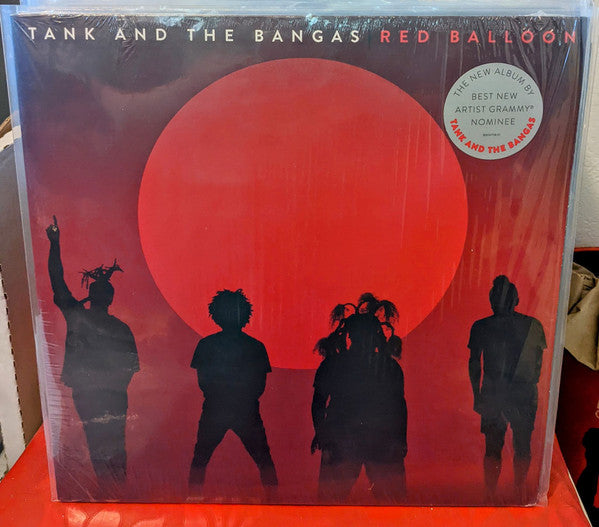 TANK AND THE BANGAS RED BALLOON
THE NEW ALBUM BY
BEST NEW
ARTIST GRAMMY®
NOMINEE
TANK AND THE BANGAS